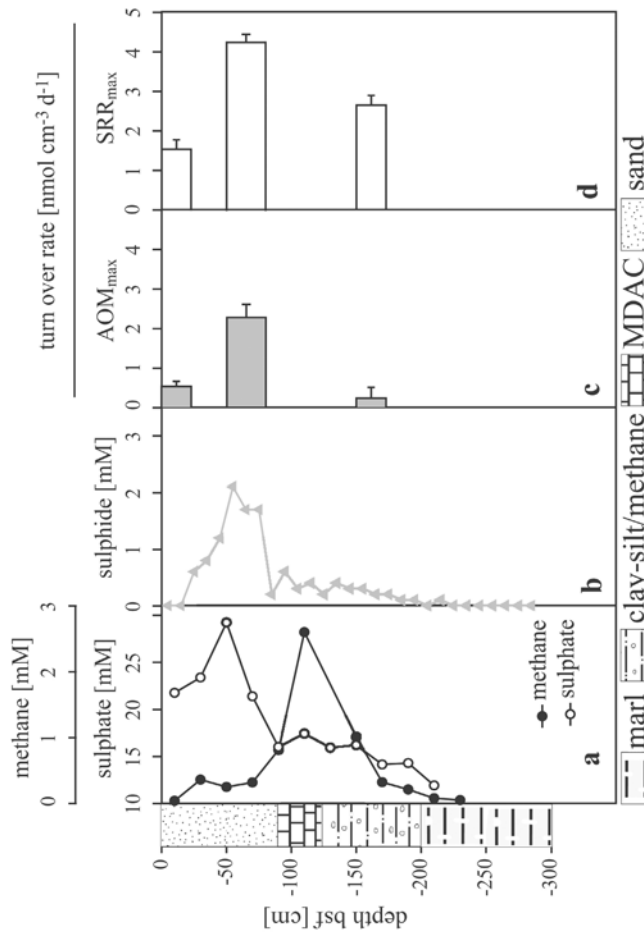 turn over rate [nmol cm⁻³ d⁻¹]
methane [mM]
0 1 2 3
sulphate [mM]
10 15 20 25
sulphide [mM]
0 1 2 3
AOMmax
0 1 2 3 4
SRRmax
0 1 2 3 4 5
depth bsf [cm]
0
-50
-100
-150
-200
-250
-300
methane
sulphate
a
b
c
d
marl
clay-silt/methane
MDAC
sand